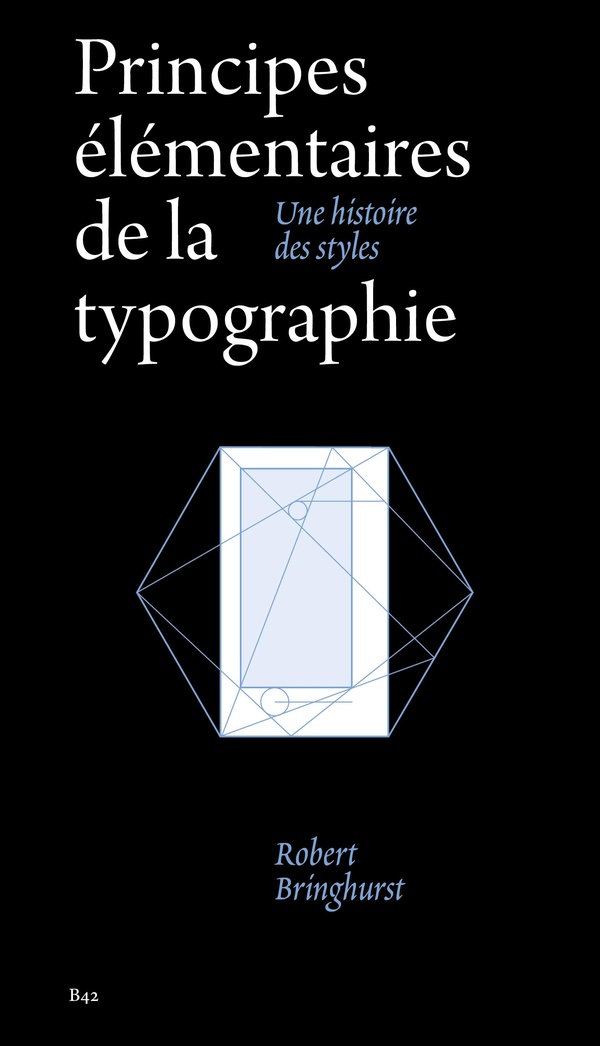 Principes
élémentaires
de la
typographie
Une histoire
des styles
Robert
Bringhurst
B42